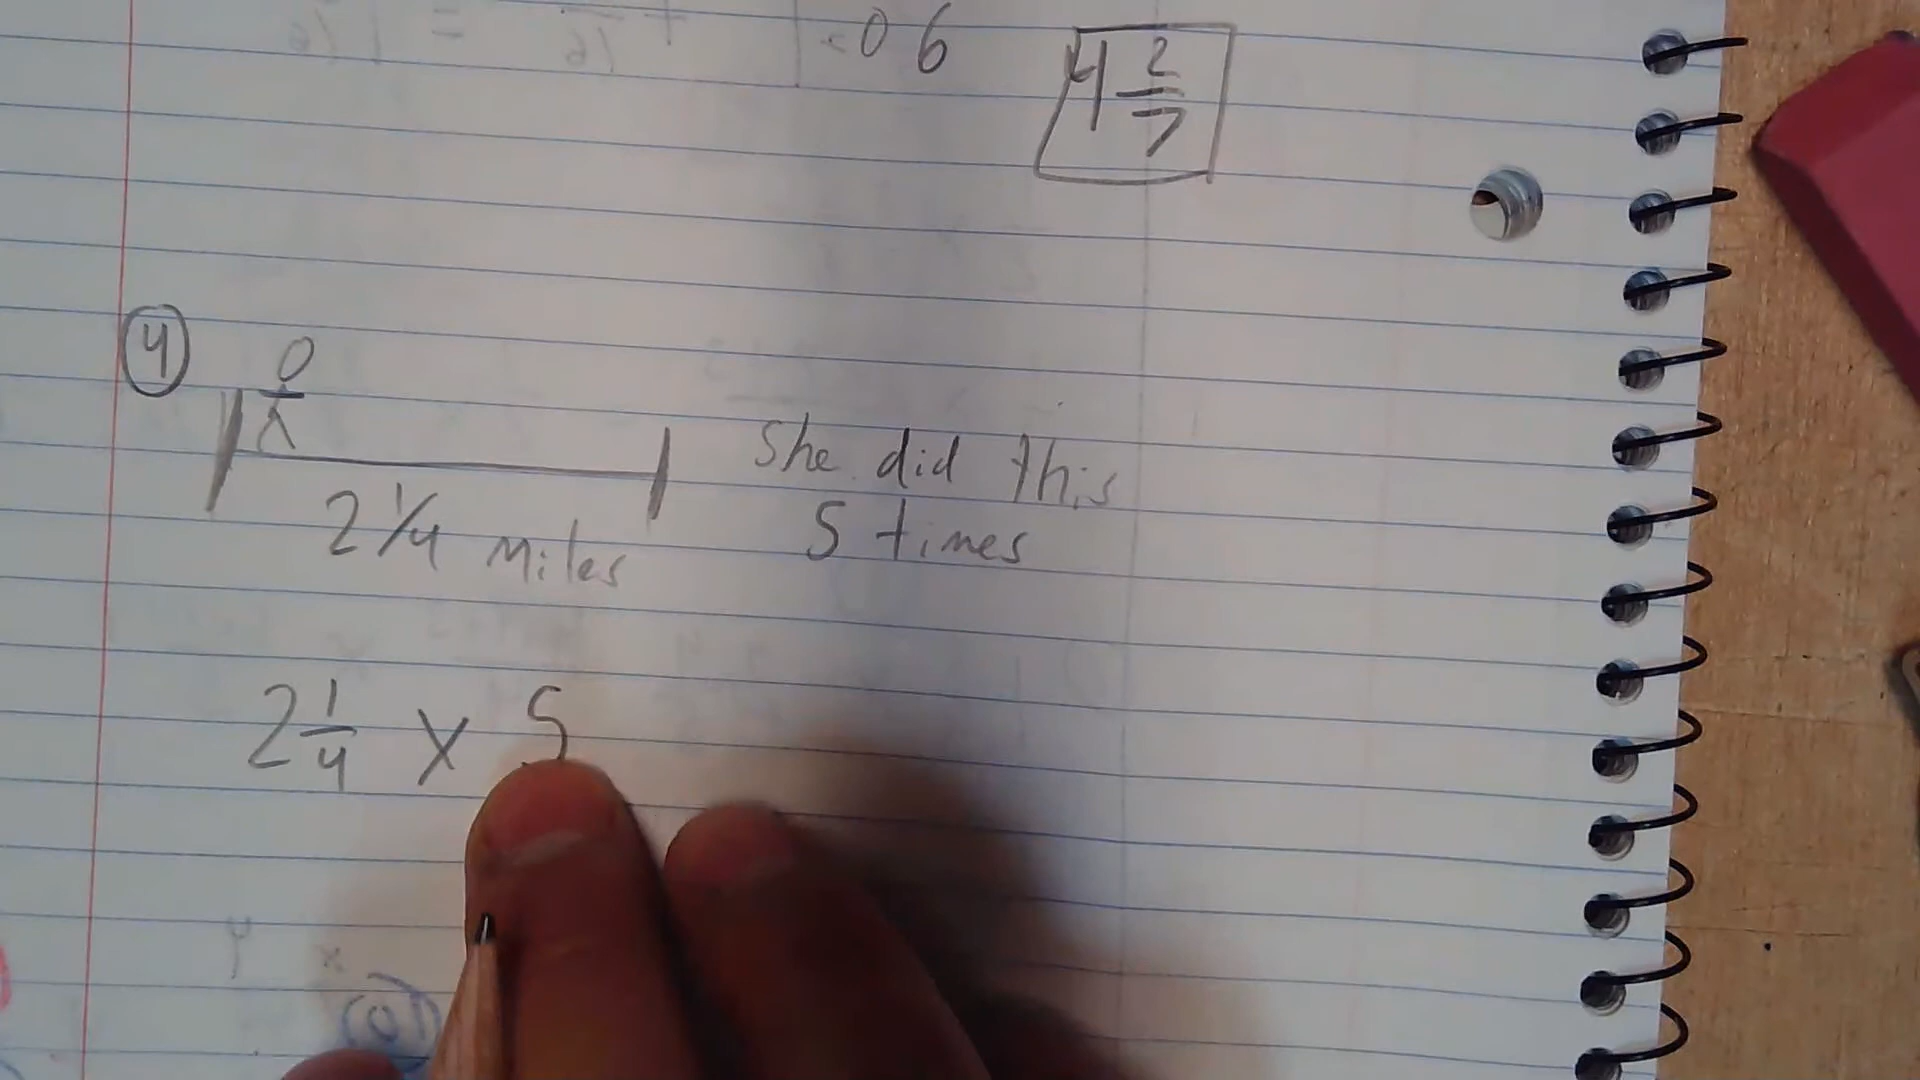 06
4 2/7
4
2 1/4 miles
She did this
5 times
2 1/4 x 5